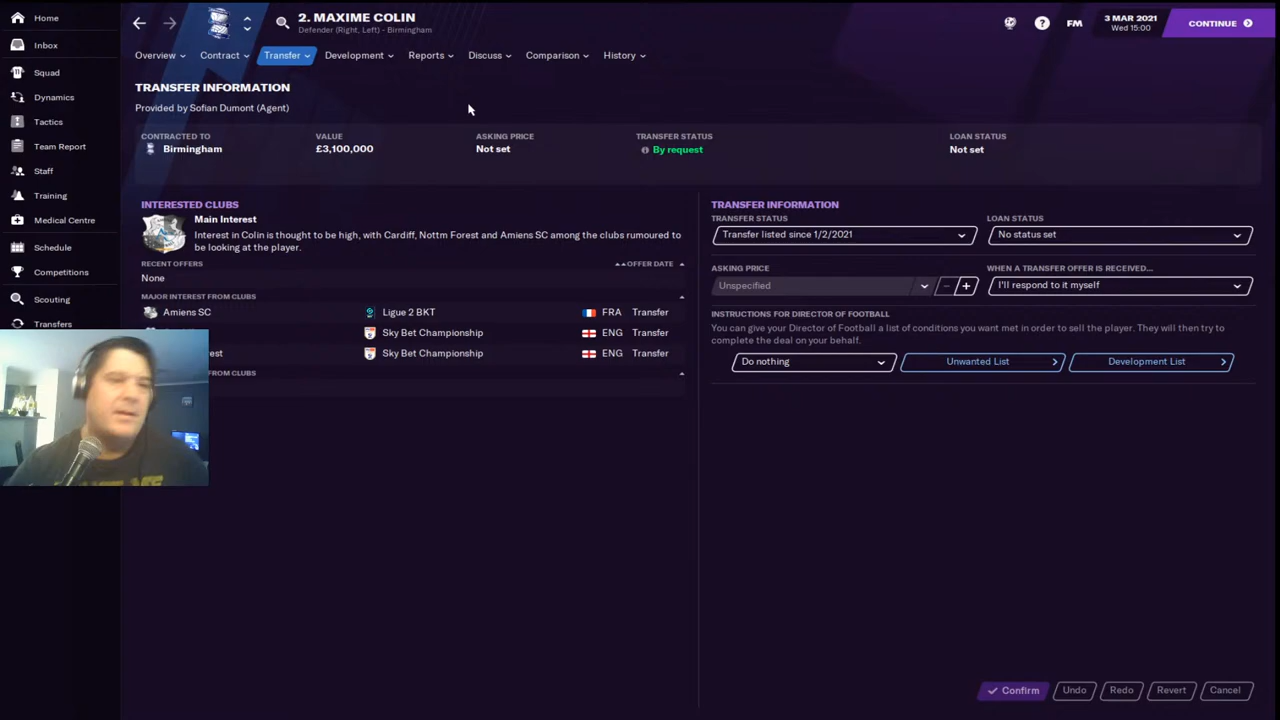 Home
Inbox
Squad
Dynamics
Tactics
Team Report
Staff
Training
Medical Centre
Schedule
Competitions
Scouting
Transfers
2. MAXIME COLIN
Defender (Right, Left) - Birmingham
FM
3 MAR 2021
Wed 15:00
CONTINUE
Overview
Contract
Transfer
Development
Reports
Discuss
Comparison
History
TRANSFER INFORMATION
Provided by Sofian Dumont (Agent)
CONTRACTED TO
Birmingham
VALUE
£3,100,000
ASKING PRICE
Not set
TRANSFER STATUS
By request
LOAN STATUS
Not set
INTERESTED CLUBS
Main Interest
Interest in Colin is thought to be high, with Cardiff, Nottm Forest and Amiens SC among the clubs rumoured to
be looking at the player.
RECENT OFFERS
OFFER DATE
None
MAJOR INTEREST FROM CLUBS
Amiens SC Ligue 2 BKT FRA Transfer
Sky Bet Championship ENG Transfer
rest Sky Bet Championship ENG Transfer
FROM CLUBS
TRANSFER INFORMATION
TRANSFER STATUS
Transfer listed since 1/2/2021
LOAN STATUS
No status set
ASKING PRICE
Unspecified
WHEN A TRANSFER OFFER IS RECEIVED...
I'll respond to it myself
INSTRUCTIONS FOR DIRECTOR OF FOOTBALL
You can give your Director of Football a list of conditions you want met in order to sell the player. They will then try to
complete the deal on your behalf.
Do nothing
Unwanted List
Development List
Confirm
Undo
Redo
Revert
Cancel